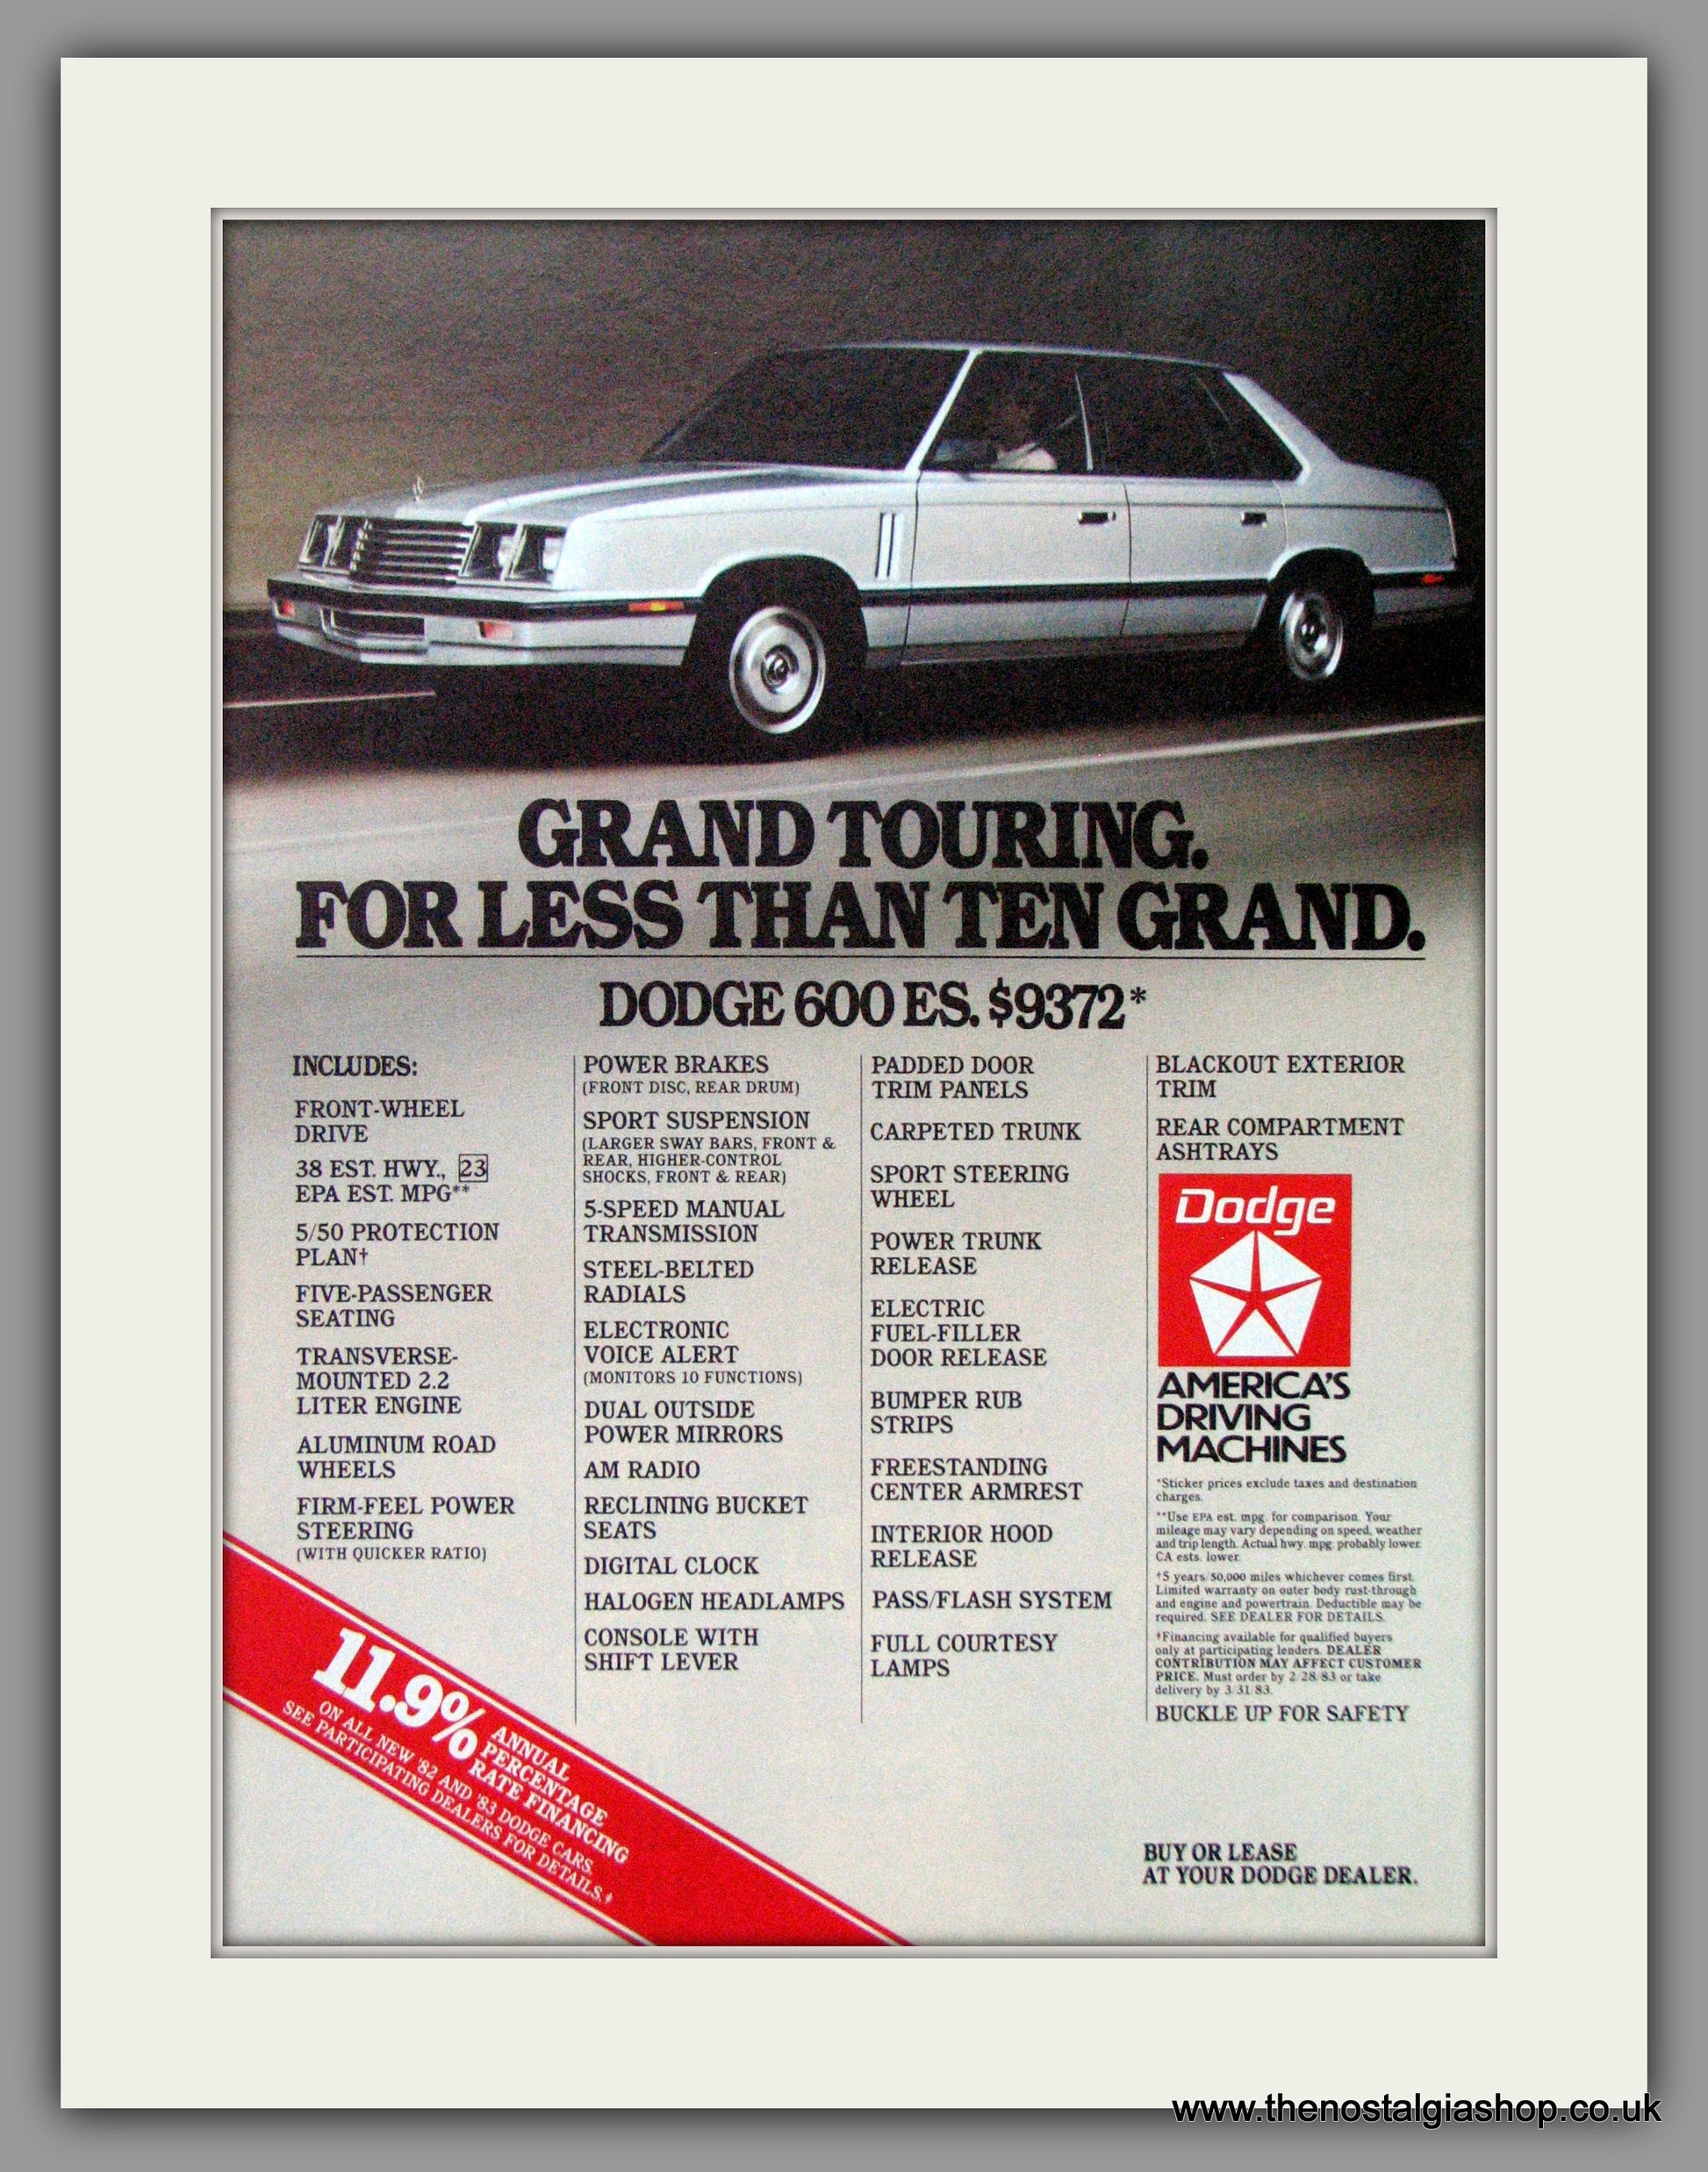 GRAND TOURING.
FOR LESS THAN TEN GRAND.
DODGE 600 ES. $9372*
INCLUDES:
FRONT-WHEEL
DRIVE
38 EST. HWY., 23
EPA EST. MPG**
5/50 PROTECTION
PLAN†
FIVE-PASSENGER
SEATING
TRANSVERSE-
MOUNTED 2.2
LITER ENGINE
ALUMINUM ROAD
WHEELS
FIRM-FEEL POWER
STEERING
(WITH QUICKER RATIO)
POWER BRAKES
(FRONT DISC, REAR DRUM)
SPORT SUSPENSION
(LARGER SWAY BARS, FRONT &
REAR, HIGHER-CONTROL
SHOCKS, FRONT & REAR)
5-SPEED MANUAL
TRANSMISSION
STEEL-BELTED
RADIALS
ELECTRONIC
VOICE ALERT
(MONITORS 10 FUNCTIONS)
DUAL OUTSIDE
POWER MIRRORS
AM RADIO
RECLINING BUCKET
SEATS
DIGITAL CLOCK
HALOGEN HEADLAMPS
CONSOLE WITH
SHIFT LEVER
PADDED DOOR
TRIM PANELS
CARPETED TRUNK
SPORT STEERING
WHEEL
POWER TRUNK
RELEASE
ELECTRIC
FUEL-FILLER
DOOR RELEASE
BUMPER RUB
STRIPS
FREESTANDING
CENTER ARMREST
INTERIOR HOOD
RELEASE
PASS/FLASH SYSTEM
FULL COURTESY
LAMPS
BLACKOUT EXTERIOR
TRIM
REAR COMPARTMENT
ASHTRAYS
Dodge
AMERICA'S
DRIVING
MACHINES
*Sticker prices exclude taxes and destination
charges.
**Use EPA est. mpg. for comparison. Your
mileage may vary depending on speed, weather
and trip length. Actual hwy. mpg. probably lower.
CA ests. lower.
†5 years/50,000 miles whichever comes first.
Limited warranty on outer body rust-through
and engine and powertrain. Deductible may be
required. SEE DEALER FOR DETAILS.
‡Financing available for qualified buyers
only at participating lenders. DEALER
CONTRIBUTION MAY AFFECT CUSTOMER
PRICE. Must order by 2/28/83 or take
delivery by 3/31/83.
BUCKLE UP FOR SAFETY
11.9% ANNUAL
PERCENTAGE
RATE FINANCING
ON ALL NEW '82 AND '83 DODGE CARS.
SEE PARTICIPATING DEALERS FOR DETAILS.‡
BUY OR LEASE
AT YOUR DODGE DEALER.
www.thenostalgiashop.co.uk